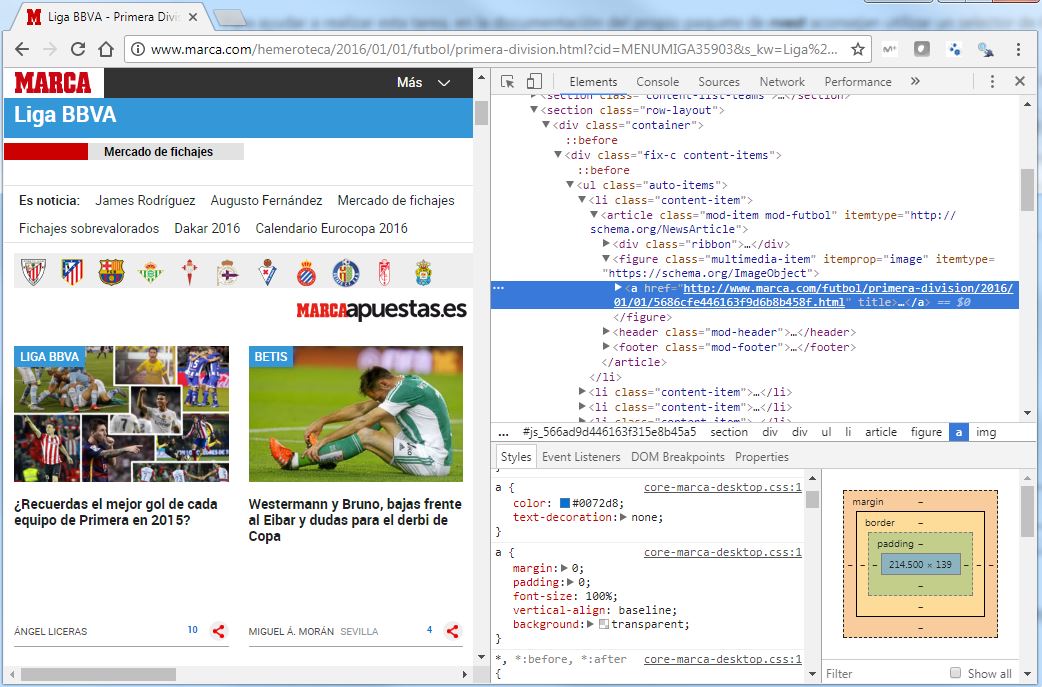 Liga BBVA - Primera Divis
www.marca.com/hemeroteca/2016/01/01/futbol/primera-division.html?cid=MENUMIGA35903&s_kw=Liga%2...
MARCA
Más
Liga BBVA
Mercado de fichajes
Es noticia: James Rodríguez Augusto Fernández Mercado de fichajes
Fichajes sobrevalorados Dakar 2016 Calendario Eurocopa 2016
MARCAapuestas.es
LIGA BBVA
¿Recuerdas el mejor gol de cada
equipo de Primera en 2015?
ÁNGEL LICERAS 10
BETIS
Westermann y Bruno, bajas frente
al Eibar y dudas para el derbi de
Copa
MIGUEL Á. MORÁN SEVILLA 4
Elements Console Sources Network Performance »
<section class="content-list-teams">…</section>
▼<section class="row-layout">
▼<div class="container">
::before
▼<div class="fix-c content-items">
::before
▼<ul class="auto-items">
▼<li class="content-item">
▼<article class="mod-item mod-futbol" itemtype="http://
schema.org/NewsArticle">
▶<div class="ribbon">…</div>
▼<figure class="multimedia-item" itemprop="image" itemtype=
"https://schema.org/ImageObject">
… ▶<a href="http://www.marca.com/futbol/primera-division/2016/
01/01/5686cfe446163f9d6b8b458f.html" title>…</a> == $0
</figure>
▶<header class="mod-header">…</header>
▶<footer class="mod-footer">…</footer>
</article>
</li>
▶<li class="content-item">…</li>
▶<li class="content-item">…</li>
▶<li class="content-item">…</li>
... #js_566ad9d446163f315e8b45a5 section div div ul li article figure a img
Styles Event Listeners DOM Breakpoints Properties
}
a { core-marca-desktop.css:1
color: #0072d8;
text-decoration:▶ none;
}
a { core-marca-desktop.css:1
margin:▶ 0;
padding:▶ 0;
font-size: 100%;
vertical-align: baseline;
background:▶ transparent;
}
*, *:before, *:after core-marca-desktop.css:1
{
margin –
border –
padding –
– – – 214.500 × 139 – – –
–
–
–
Filter Show all